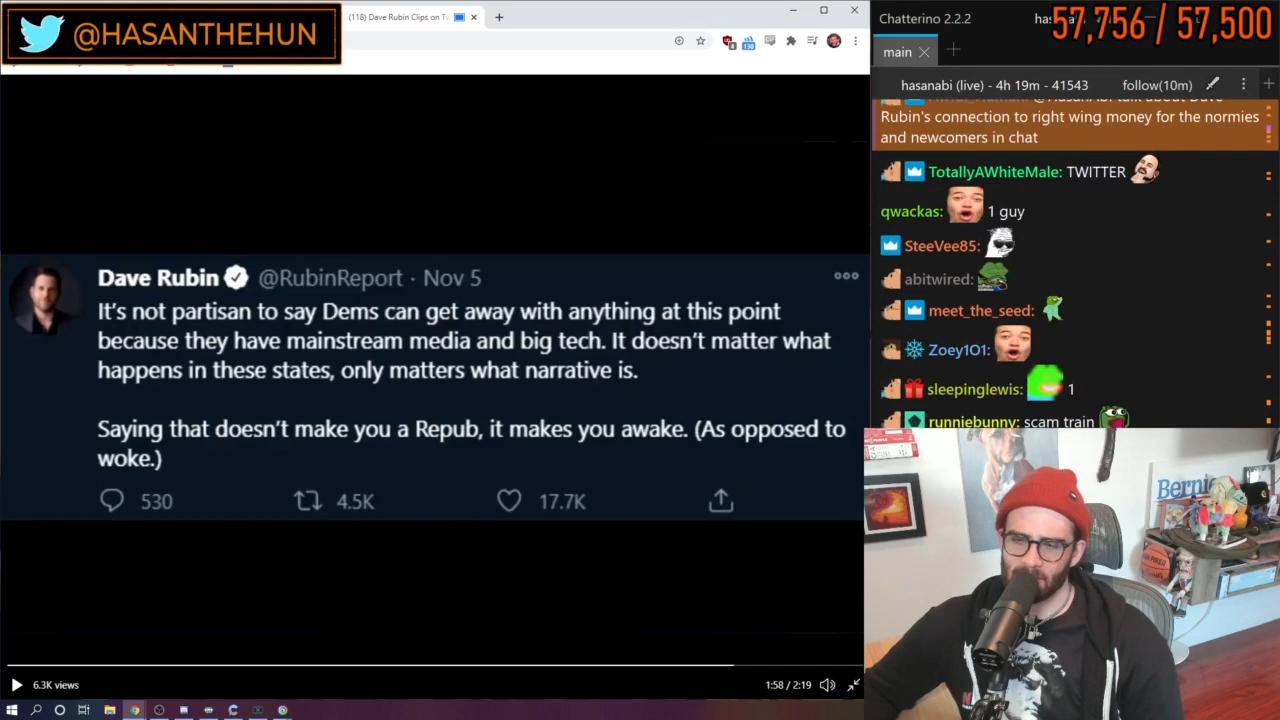 @HASANTHEHUN
(118) Dave Rubin Clips on Tw
Dave Rubin @RubinReport · Nov 5
It's not partisan to say Dems can get away with anything at this point
because they have mainstream media and big tech. It doesn't matter what
happens in these states, only matters what narrative is.
Saying that doesn't make you a Repub, it makes you awake. (As opposed to
woke.)
530
4.5K
17.7K
6.3K views
1:58 / 2:19
Chatterino 2.2.2
57,756 / 57,500
main
hasanabi (live) - 4h 19m - 41543
follow(10m)
Rubin's connection to right wing money for the normies
and newcomers in chat
TotallyAWhiteMale: TWITTER
qwackas: 1 guy
SteeVee85:
abitwired:
meet_the_seed:
Zoey1O1:
sleepinglewis: 1
runniebunny: scam train
Bernie